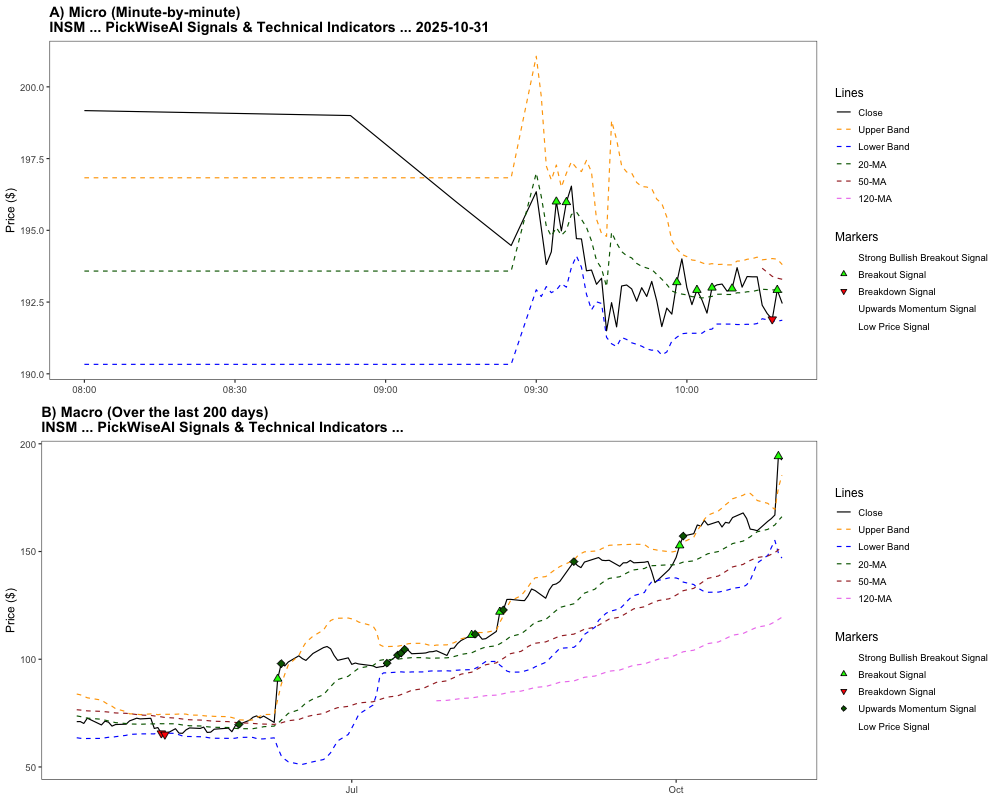 A) Micro (Minute-by-minute)
INSM ... PickWiseAI Signals & Technical Indicators ... 2025-10-31
Price ($)
200.0
197.5
195.0
192.5
190.0
08:00
08:30
09:00
09:30
10:00
Lines
Close
Upper Band
Lower Band
20-MA
50-MA
120-MA
Markers
Strong Bullish Breakout Signal
Breakout Signal
Breakdown Signal
Upwards Momentum Signal
Low Price Signal
B) Macro (Over the last 200 days)
INSM ... PickWiseAI Signals & Technical Indicators ...
Price ($)
200
150
100
50
Jul
Oct
Lines
Close
Upper Band
Lower Band
20-MA
50-MA
120-MA
Markers
Strong Bullish Breakout Signal
Breakout Signal
Breakdown Signal
Upwards Momentum Signal
Low Price Signal